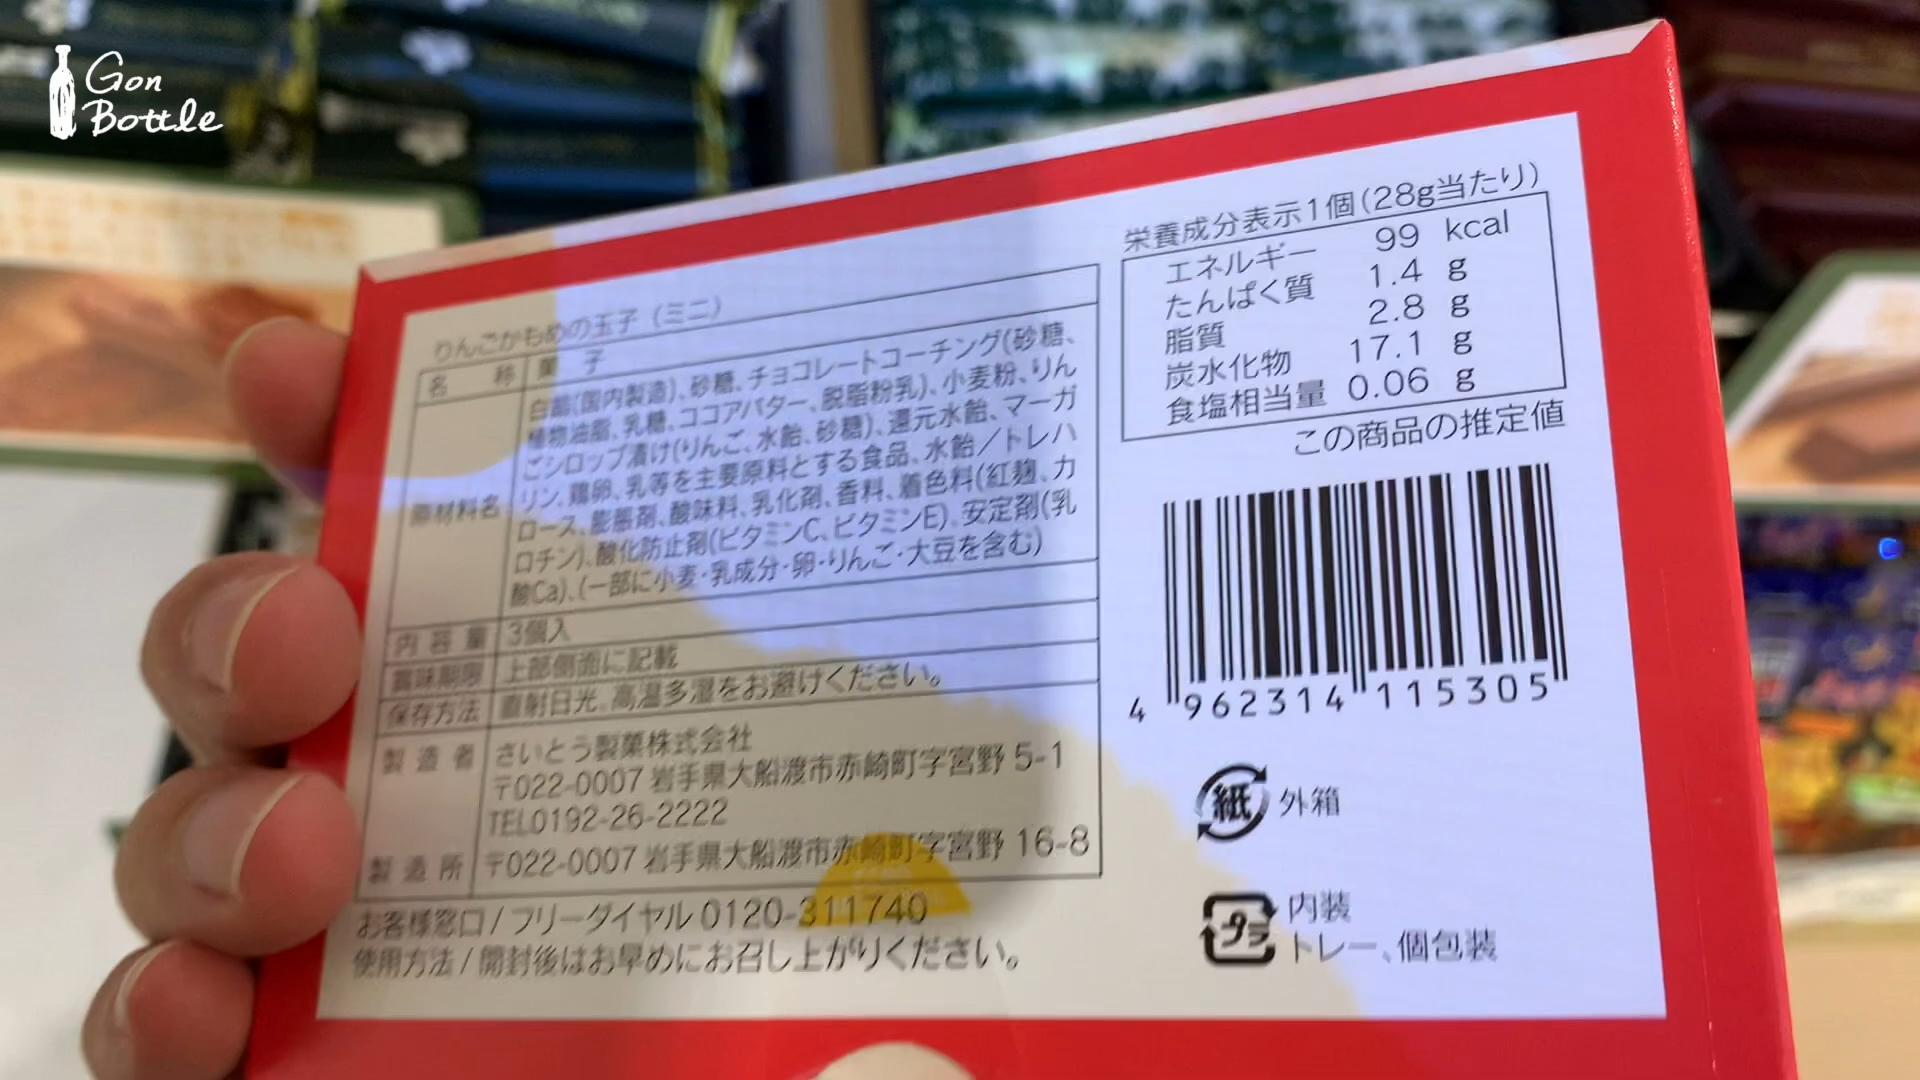 Gon
Bottle
りんごかもめの玉子（ミニ）
名称 菓子
原材料名 白餡(国内製造)、砂糖、チョコレートコーチング(砂糖、
植物油脂、乳糖、ココアバター、脱脂粉乳)、小麦粉、りん
ごシロップ漬け(りんご、水飴、砂糖)、還元水飴、マーガ
リン、鶏卵、乳等を主要原料とする食品、水飴／トレハ
ロース、膨脹剤、酸味料、乳化剤、香料、着色料(紅麹、カ
ロチン)、酸化防止剤(ビタミンC、ビタミンE)、安定剤(乳
酸Ca)、(一部に小麦・乳成分・卵・りんご・大豆を含む)
内容量 3個入
賞味期限 上部側面に記載
保存方法 直射日光、高温多湿をお避けください。
製造者 さいとう製菓株式会社
〒022-0007 岩手県大船渡市赤崎町字宮野 5-1
TEL0192-26-2222
製造所 〒022-0007 岩手県大船渡市赤崎町字宮野 16-8
お客様窓口/フリーダイヤル 0120-311740
使用方法/開封後はお早めにお召し上がりください。
栄養成分表示1個(28g当たり)
エネルギー 99 kcal
たんぱく質 1.4 g
脂質 2.8 g
炭水化物 17.1 g
食塩相当量 0.06 g
この商品の推定値
4 962314 115305
紙 外箱
プラ 内装
トレー、個包装